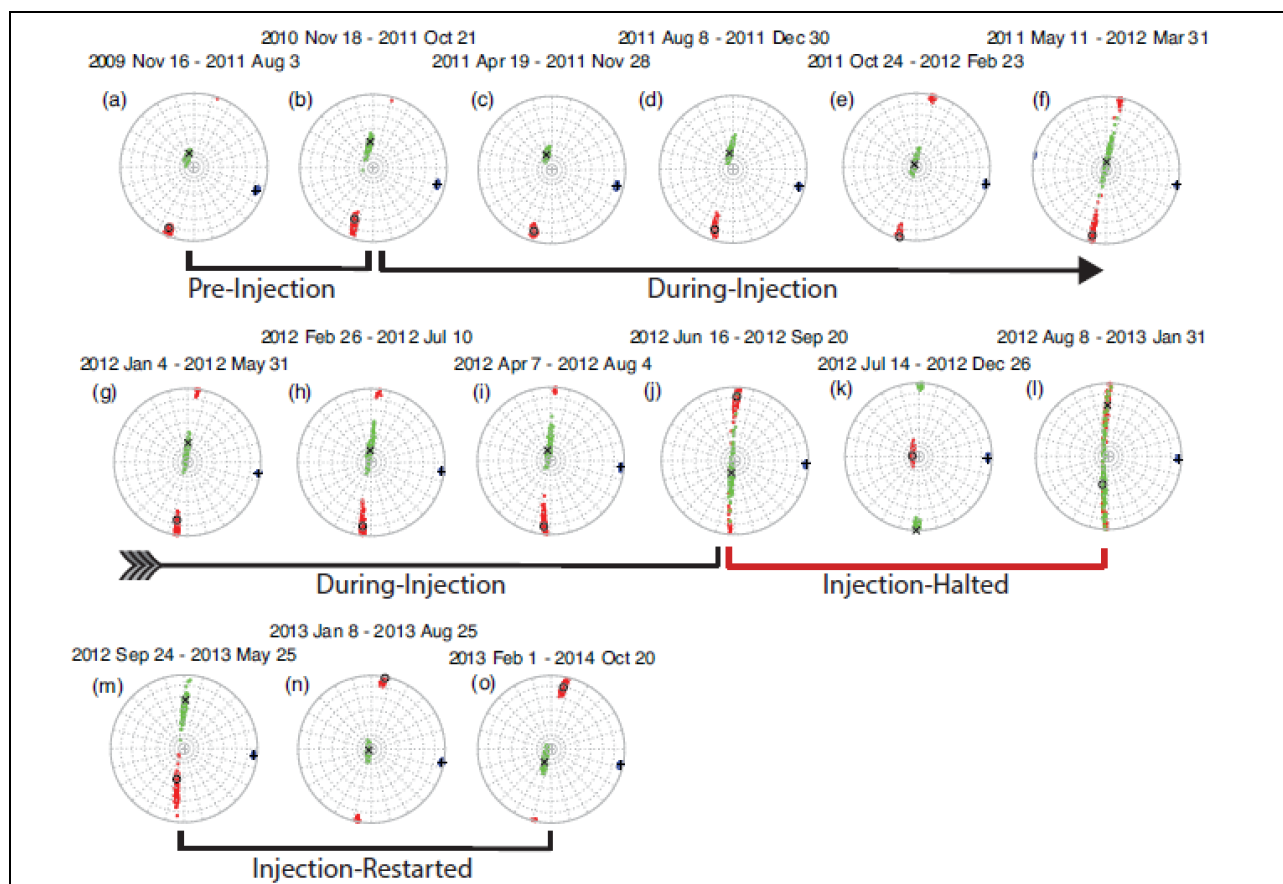 2010 Nov 18 - 2011 Oct 21
2011 Aug 8 - 2011 Dec 30
2011 May 11 - 2012 Mar 31
2009 Nov 16 - 2011 Aug 3
2011 Apr 19 - 2011 Nov 28
2011 Oct 24 - 2012 Feb 23
(a)
(b)
(c)
(d)
(e)
(f)
Pre-Injection
During-Injection
2012 Feb 26 - 2012 Jul 10
2012 Jun 16 - 2012 Sep 20
2012 Aug 8 - 2013 Jan 31
2012 Jan 4 - 2012 May 31
2012 Apr 7 - 2012 Aug 4
2012 Jul 14 - 2012 Dec 26
(g)
(h)
(i)
(j)
(k)
(l)
During-Injection
Injection-Halted
2013 Jan 8 - 2013 Aug 25
2012 Sep 24 - 2013 May 25
2013 Feb 1 - 2014 Oct 20
(m)
(n)
(o)
Injection-Restarted